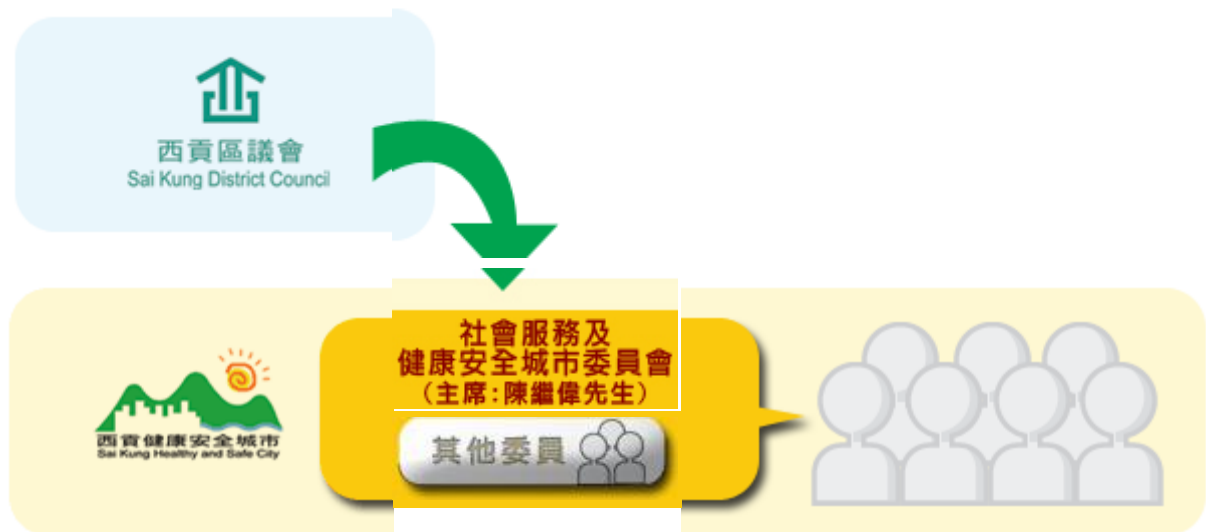 西貢區議會
Sai Kung District Council
社會服務及
健康安全城市委員會
(主席:陳繼偉先生)
西貢健康安全城市
Sai Kung Healthy and Safe City
其他委員